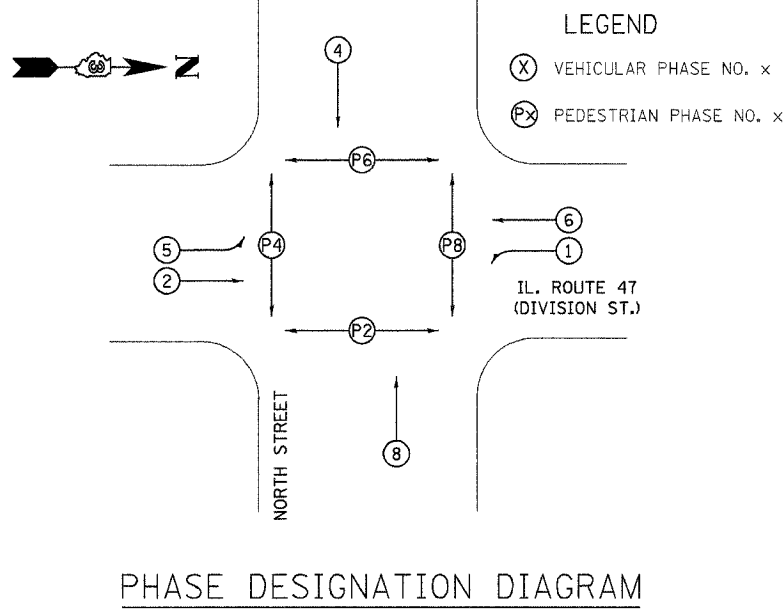 LEGEND
X VEHICULAR PHASE NO. x
Px PEDESTRIAN PHASE NO. x
N
4
P6
5
P4
P8
6
2
1
IL. ROUTE 47
(DIVISION ST.)
P2
NORTH STREET
8
PHASE DESIGNATION DIAGRAM